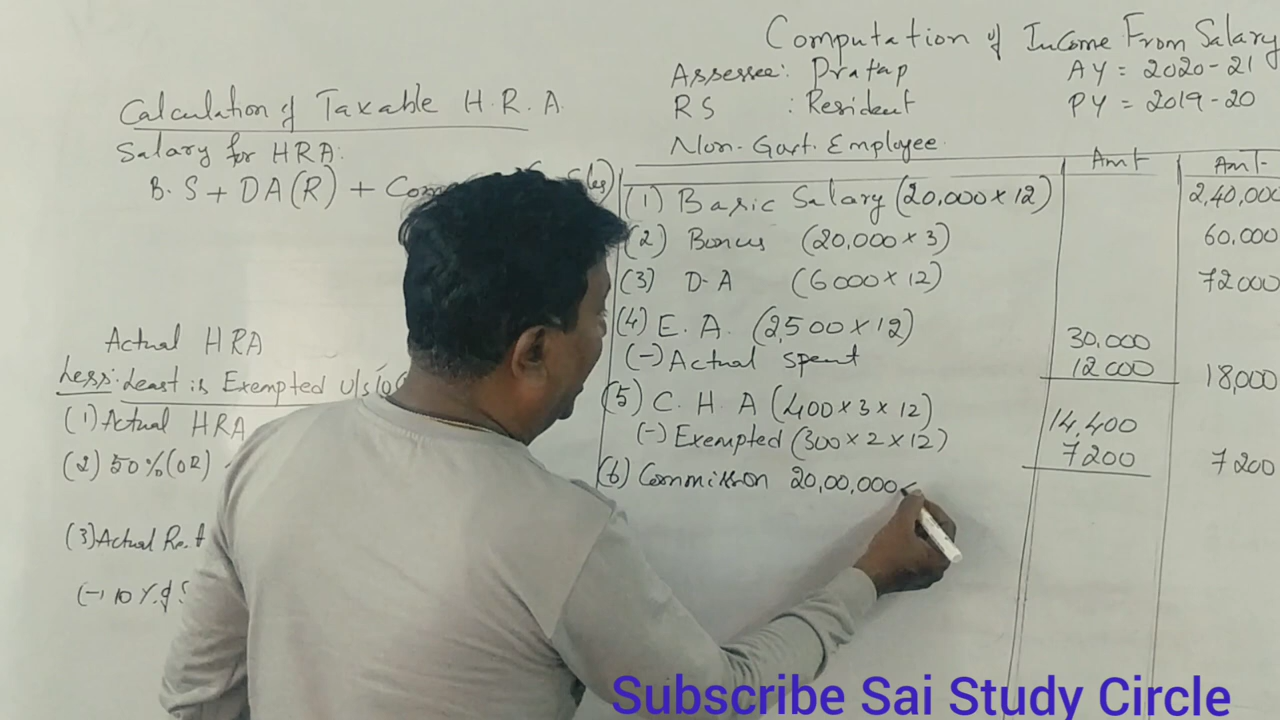 Computation of Income From Salary
Assessee: Pratap AY = 2020-21
RS : Resident PY = 2019-20
Non-Govt. Employee
Calculation of Taxable H.R.A.
Salary for HRA:
B.S + DA(R) +
Actual HRA
Less: Least is Exempted u/s
(1) Actual HRA
(2) 50% (OR)
(3) Actual Rent
(-) 10% of
Amt Amt
(1) Basic Salary (20,000 × 12) 2,40,000
(2) Bonus (20,000 × 3) 60,000
(3) D.A (6000 × 12) 72000
(4) E.A. (2,500 × 12) 30,000
(-) Actual spent 12000 18,000
(5) C.H.A (400 × 3 × 12) 14,400
(-) Exempted (300 × 2 × 12) 7200 7200
(6) Commission 20,00,000
Subscribe Sai Study Circle